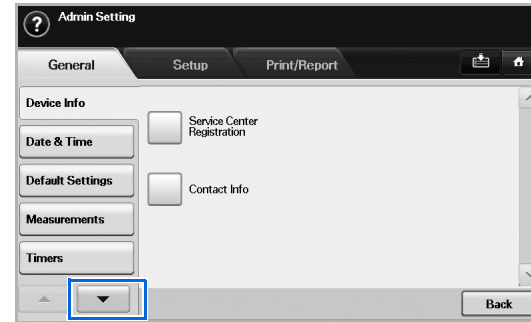 Admin Setting
General
Setup
Print/Report
Device Info
Date & Time
Default Settings
Measurements
Timers
Service Center
Registration
Contact Info
Back